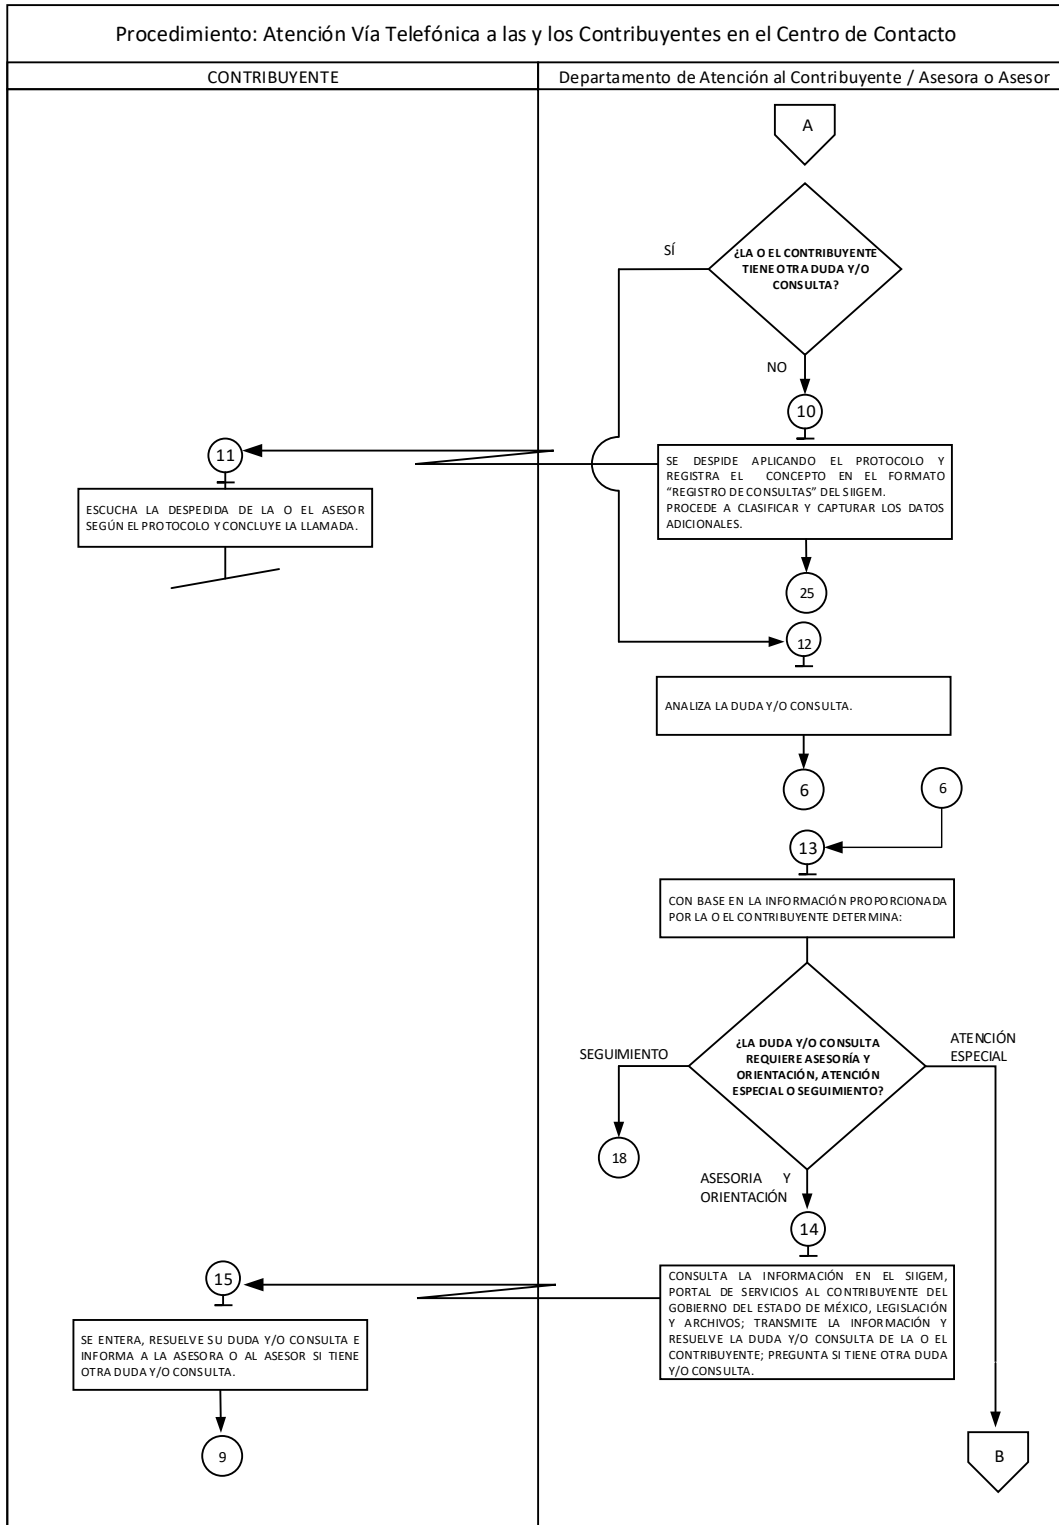 Procedimiento: Atención Vía Telefónica a las y los Contribuyentes en el Centro de Contacto
CONTRIBUYENTE
Departamento de Atención al Contribuyente / Asesora o Asesor
A
¿LA O EL CONTRIBUYENTE
TIENE OTRA DUDA Y/O
CONSULTA?
SÍ
NO
10
11
SE DESPIDE APLICANDO EL PROTOCOLO Y
REGISTRA EL CONCEPTO EN EL FORMATO
“REGISTRO DE CONSULTAS” DEL SIIGEM.
PROCEDE A CLASIFICAR Y CAPTURAR LOS DATOS
ADICIONALES.
ESCUCHA LA DESPEDIDA DE LA O EL ASESOR
SEGÚN EL PROTOCOLO Y CONCLUYE LA LLAMADA.
25
12
ANALIZA LA DUDA Y/O CONSULTA.
6
6
13
CON BASE EN LA INFORMACIÓN PROPORCIONADA
POR LA O EL CONTRIBUYENTE DETERMINA:
¿LA DUDA Y/O CONSULTA
REQUIERE ASESORÍA Y
ORIENTACIÓN, ATENCIÓN
ESPECIAL O SEGUIMIENTO?
SEGUIMIENTO
ATENCIÓN
ESPECIAL
18
ASESORIA Y
ORIENTACIÓN
14
15
CONSULTA LA INFORMACIÓN EN EL SIIGEM,
PORTAL DE SERVICIOS AL CONTRIBUYENTE DEL
GOBIERNO DEL ESTADO DE MÉXICO, LEGISLACIÓN
Y ARCHIVOS; TRANSMITE LA INFORMACIÓN Y
RESUELVE LA DUDA Y/O CONSULTA DE LA O EL
CONTRIBUYENTE; PREGUNTA SI TIENE OTRA DUDA
Y/O CONSULTA.
SE ENTERA, RESUELVE SU DUDA Y/O CONSULTA E
INFORMA A LA ASESORA O AL ASESOR SI TIENE
OTRA DUDA Y/O CONSULTA.
9
B